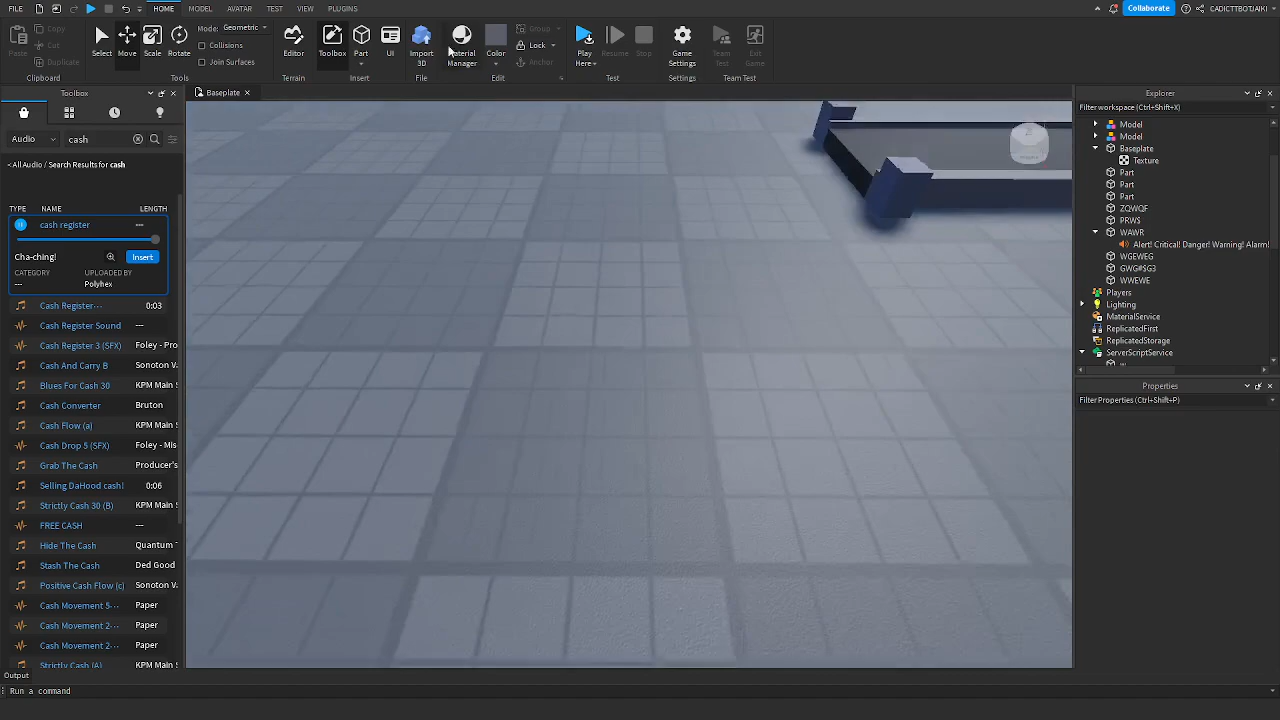 FILE HOME MODEL AVATAR TEST VIEW PLUGINS Collaborate CADICTTBOTJAIKI
Paste Copy Cut Duplicate Select Move Scale Rotate Mode: Geometric Collisions Join Surfaces Editor Toolbox Part UI Import 3D Material Manager Color Group Lock Anchor Play Here Resume Stop Game Settings Team Test Exit Game
Clipboard Tools Terrain Insert File Edit Test Settings Team Test
Toolbox
Baseplate
Audio cash
<All Audio / Search Results for cash
TYPE NAME LENGTH
cash register ---
Cha-ching! Insert
CATEGORY UPLOADED BY
--- Polyhex
Cash Register... 0:03
Cash Register Sound ---
Cash Register 3 (SFX) Foley - Pro
Cash And Carry B Sonoton V
Blues For Cash 30 KPM Main
Cash Converter Bruton
Cash Flow (a) KPM Main
Cash Drop 5 (SFX) Foley - Mis
Grab The Cash Producer's
Selling DaHood cash! 0:06
Strictly Cash 30 (B) KPM Main
FREE CASH ---
Hide The Cash Quantum
Stash The Cash Ded Good
Positive Cash Flow (c) Sonoton V
Cash Movement 5... Paper
Cash Movement 2... Paper
Cash Movement 2... Paper
Strictly Cash (A) KPM Main
Output
Run a command
Explorer
Filter workspace (Ctrl+Shift+X)
Model
Model
Baseplate
Texture
Part
Part
Part
ZQWQF
PRWS
WAWR
Alert! Critical! Danger! Warning! Alarm!
WGEWEG
GWG#$G3
WWEWE
Players
Lighting
MaterialService
ReplicatedFirst
ReplicatedStorage
ServerScriptService
Properties
Filter Properties (Ctrl+Shift+P)